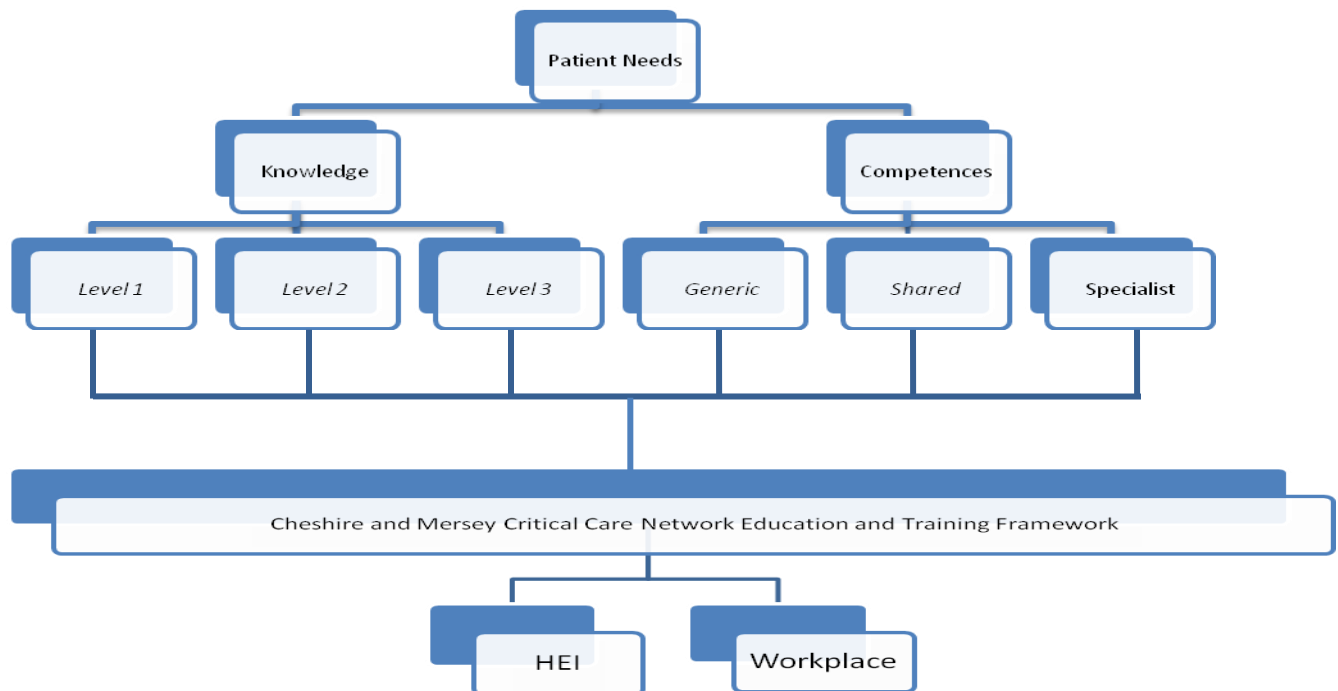 Patient Needs
Knowledge
Competences
Level 1
Level 2
Level 3
Generic
Shared
Specialist
Cheshire and Mersey Critical Care Network Education and Training Framework
HEI
Workplace